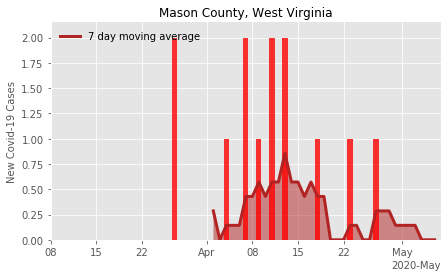 Mason County, West Virginia
7 day moving average
New Covid-19 Cases
2.00
1.75
1.50
1.25
1.00
0.75
0.50
0.25
0.00
08 15 22 Apr 08 15 22 May
2020-May